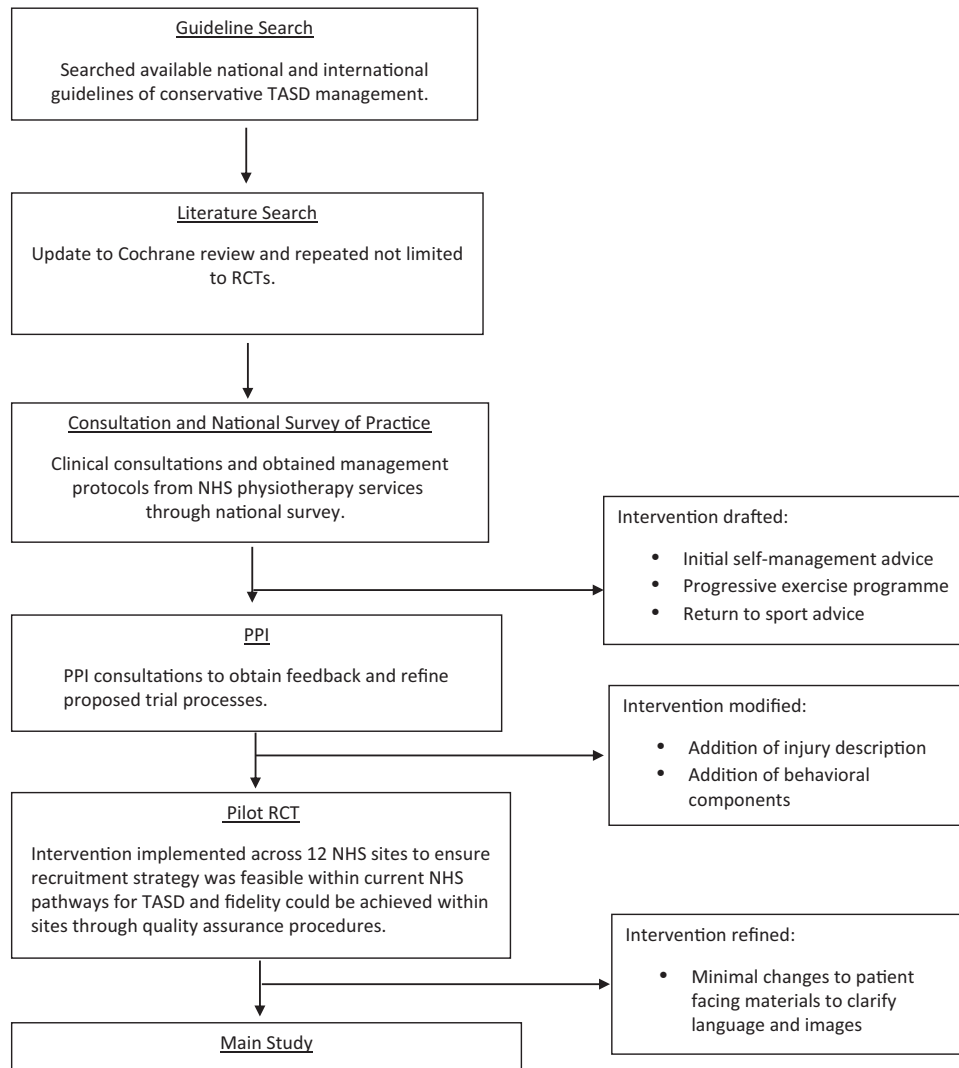 Guideline Search
Searched available national and international
guidelines of conservative TASD management.
Literature Search
Update to Cochrane review and repeated not limited
to RCTs.
Consultation and National Survey of Practice
Clinical consultations and obtained management
protocols from NHS physiotherapy services
through national survey.
Intervention drafted:
• Initial self-management advice
• Progressive exercise programme
• Return to sport advice
PPI
PPI consultations to obtain feedback and refine
proposed trial processes.
Intervention modified:
• Addition of injury description
• Addition of behavioral
components
Pilot RCT
Intervention implemented across 12 NHS sites to ensure
recruitment strategy was feasible within current NHS
pathways for TASD and fidelity could be achieved within
sites through quality assurance procedures.
Intervention refined:
• Minimal changes to patient
facing materials to clarify
language and images
Main Study